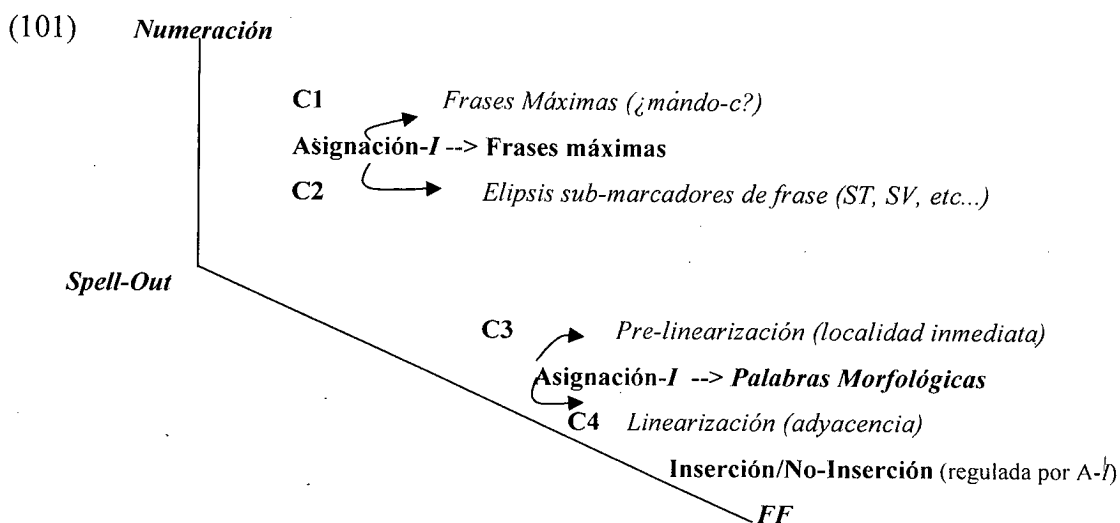 (101) Numeración
C1 Frases Máximas (¿mando-c?)
Asignación-I --> Frases máximas
C2 Elipsis sub-marcadores de frase (ST, SV, etc...)
Spell-Out
C3 Pre-linearización (localidad inmediata)
Asignación-I --> Palabras Morfológicas
C4 Linearización (adyacencia)
Inserción/No-Inserción (regulada por A-I)
FF